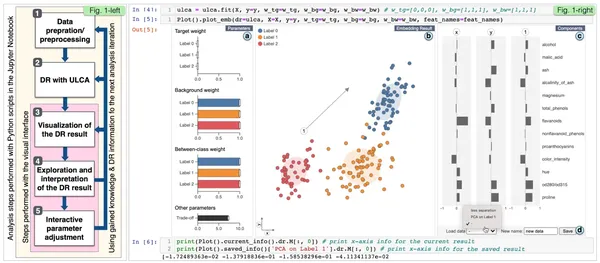 Fig. 1-left
Analysis steps performed with Python scripts in the Jupyter Notebook
Steps performed with the visual interface
1
Data
prepration/
preprocessing
2
DR with ULCA
3
Visualization of
the DR result
4
Exploration and
interpretation of
the DR result
5
Interactive
parameter
adjustment
Using gained knowledge & DR information to the next analysis iteration
Fig. 1-right
In [4]: ulca = ulca.fit(X, y=y, w_tg=w_tg, w_bg=w_bg, w_bw=w_bw) # w_tg=[0,0,0], w_bg=[1,1,1], w_bw=[1,1,1]
In [5]: Plot().plot_emb(dr=ulca, X=X, y=y, w_tg=w_tg, w_bg=w_bg, w_bw=w_bw, feat_names=feat_names)
Out[5]:
Parameters
a
Target weight
Label 0
Label 1
Label 2
Background weight
Label 0
Label 1
Label 2
Between-class weight
Label 0
Label 1
Label 2
Other parameters
Trade-off
Label 0
Label 1
Label 2
Embedding Result
b
1
y
x
Components
c
x
y
1
alcohol
malic_acid
ash
alcalinity_of_ash
magnesium
total_phenols
flavanoids
nonflavanoid_phenols
proanthocyanins
color_intensity
hue
od280/od315
proline
PCA on Label 1
Load data
New name:
new data
Save
d
In [6]: print(Plot().current_info().dr.M[:, 0]) # print x-axis info for the current result
print(Plot().saved_info()['PCA on Label 1'].dr.M[:, 0]) # print x-axis info for the saved result